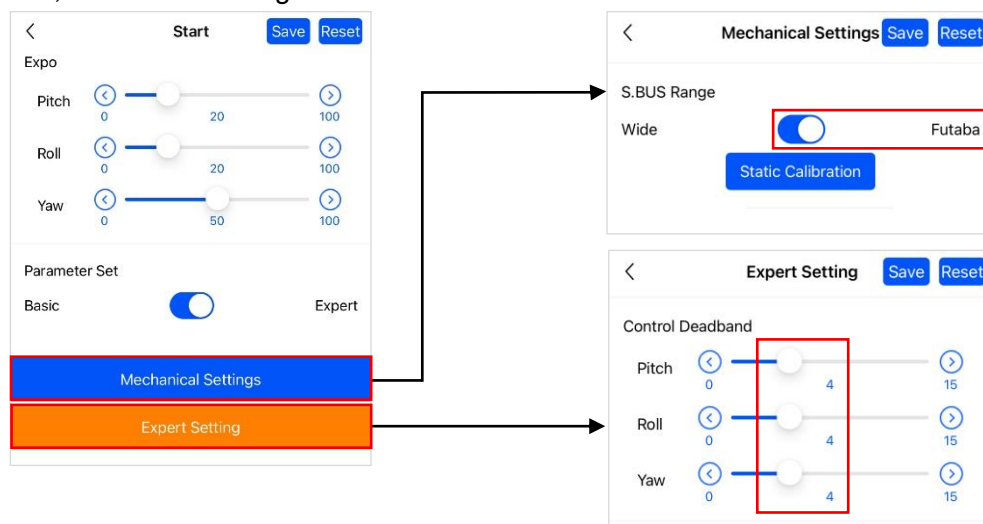 Start Save Reset
Expo
Pitch
0 20 100
Roll
0 20 100
Yaw
0 50 100
Parameter Set
Basic Expert
Mechanical Settings
Expert Setting
Mechanical Settings Save Reset
S.BUS Range
Wide Futaba
Static Calibration
Expert Setting Save Reset
Control Deadband
Pitch
0 4 15
Roll
0 4 15
Yaw
0 4 15